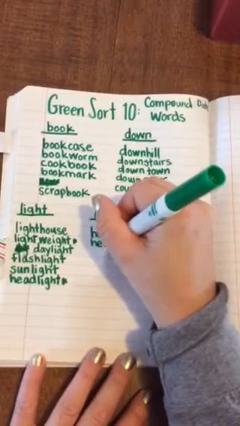 Green Sort 10: Compound
Words
book
bookcase
bookworm
cookbook
bookmark
scrapbook
down
downhill
downstairs
downtown
light
lighthouse
lightweight
daylight
flashlight
sunlight
headlight